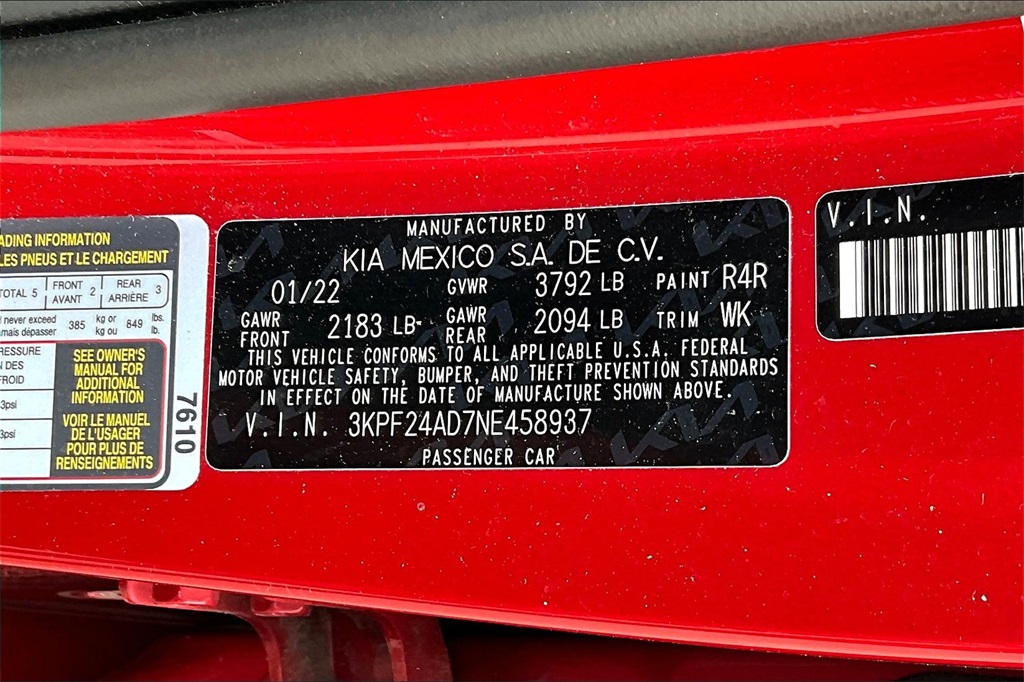 ADING INFORMATION
LES PNEUS ET LE CHARGEMENT
TOTAL 5 FRONT AVANT 2 REAR ARRIÈRE 3
never exceed 385 kg or 849 lbs.
jamais dépasser kg ou lb.
RESSURE
N DES
FROID
3psi
3psi
SEE OWNER'S
MANUAL FOR
ADDITIONAL
INFORMATION
VOIR LE MANUEL
DE L'USAGER
POUR PLUS DE
RENSEIGNEMENTS
7610
MANUFACTURED BY
KIA MEXICO S.A. DE C.V.
01/22 GVWR 3792 LB PAINT R4R
GAWR FRONT 2183 LB GAWR REAR 2094 LB TRIM WK
THIS VEHICLE CONFORMS TO ALL APPLICABLE U.S.A. FEDERAL
MOTOR VEHICLE SAFETY, BUMPER, AND THEFT PREVENTION STANDARDS
IN EFFECT ON THE DATE OF MANUFACTURE SHOWN ABOVE.
V.I.N. 3KPF24AD7NE458937
PASSENGER CAR
V.I.N.